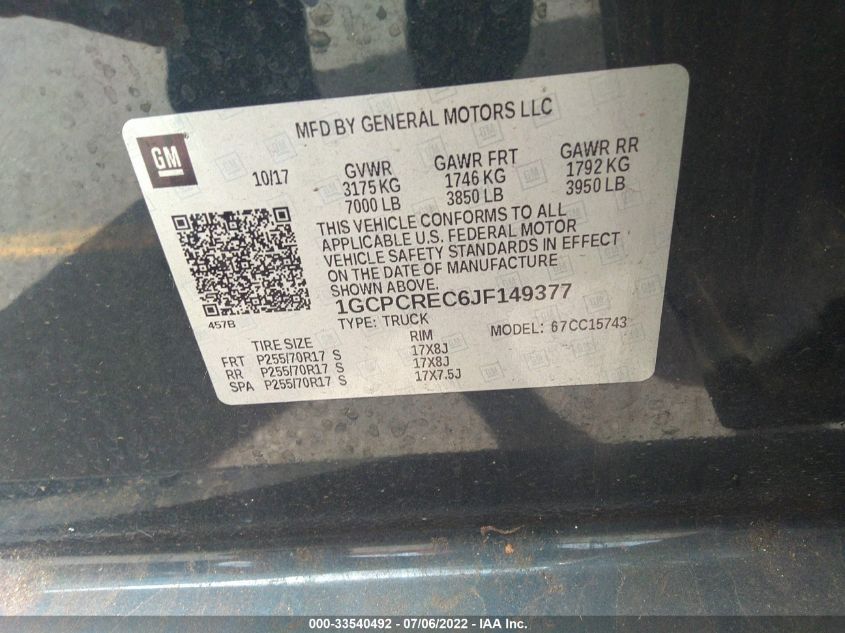 MFD BY GENERAL MOTORS LLC
GM
10/17
GVWR GAWR FRT GAWR RR
3175 KG 1746 KG 1792 KG
7000 LB 3850 LB 3950 LB
THIS VEHICLE CONFORMS TO ALL
APPLICABLE U.S. FEDERAL MOTOR
VEHICLE SAFETY STANDARDS IN EFFECT
ON THE DATE OF MANUFACTURE
SHOWN ABOVE.
457B
1GCPCREC6JF149377
TYPE: TRUCK MODEL: 67CC15743
TIRE SIZE RIM
FRT P255/70R17 S 17X8J
RR P255/70R17 S 17X8J
SPA P255/70R17 S 17X7.5J
000-33540492 - 07/06/2022 - IAA Inc.